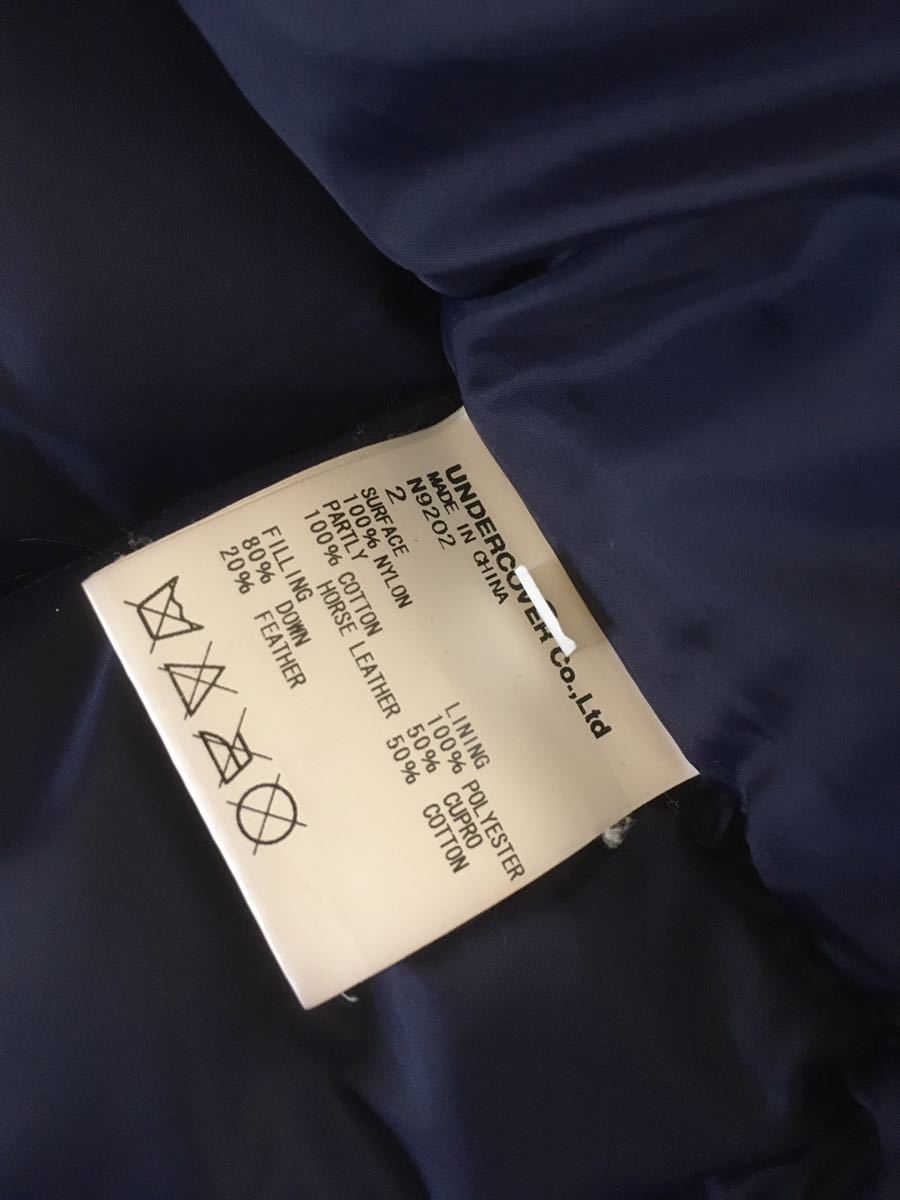 UNDERCOVER Co.,Ltd
MADE IN CHINA
N9202
2
SURFACE
100% NYLON
PARTLY
100% COTTON
HORSE LEATHER
FILLING
80% DOWN
20% FEATHER
LINING
100% POLYESTER
50% CUPRO
50% COTTON